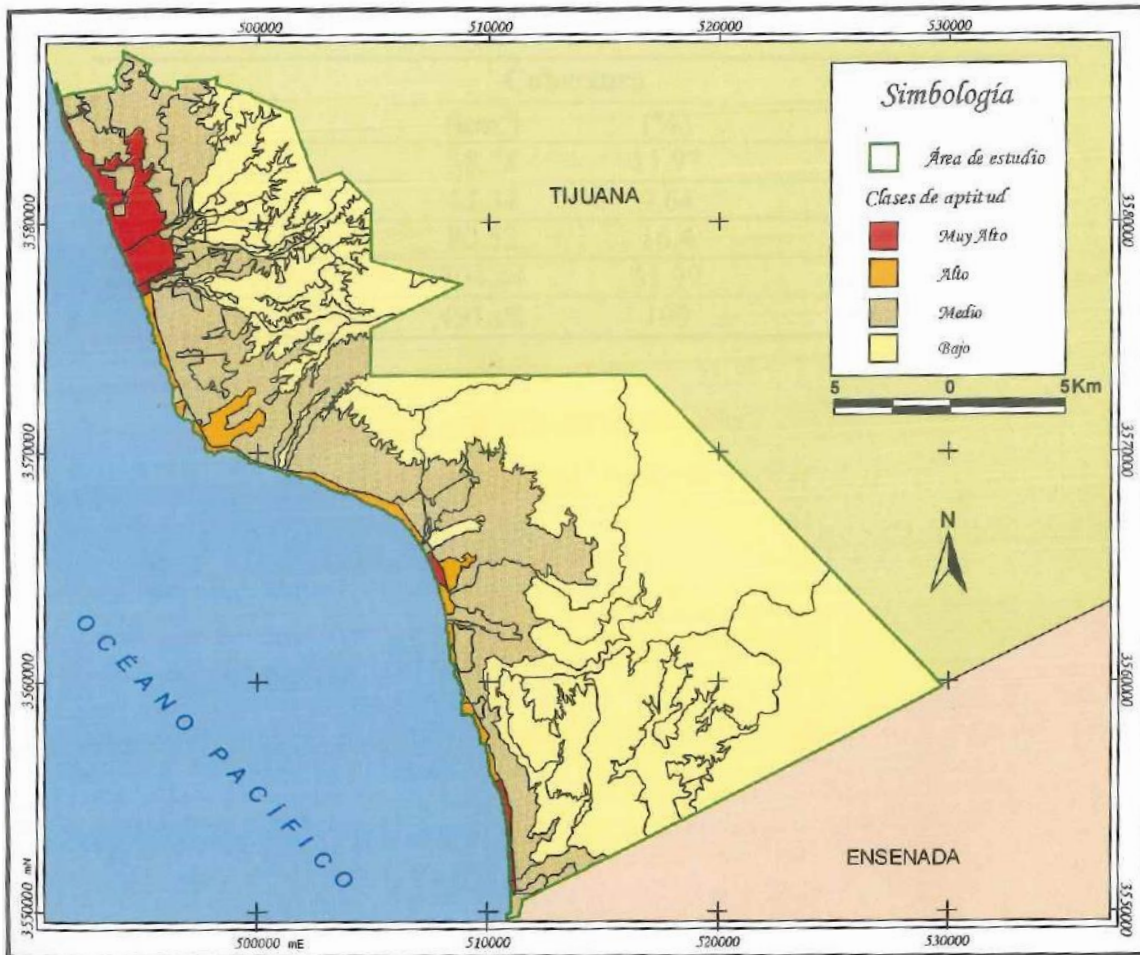 500000
510000
520000
530000
Simbología
Área de estudio
Clases de aptitud
Muy Alto
Alto
Medio
Bajo
5 0 5 Km
TIJUANA
3580000
3580000
3570000
3570000
N
3560000
3560000
OCÉANO PACÍFICO
ENSENADA
3550000 mN
3550000
500000 mE
510000
520000
530000